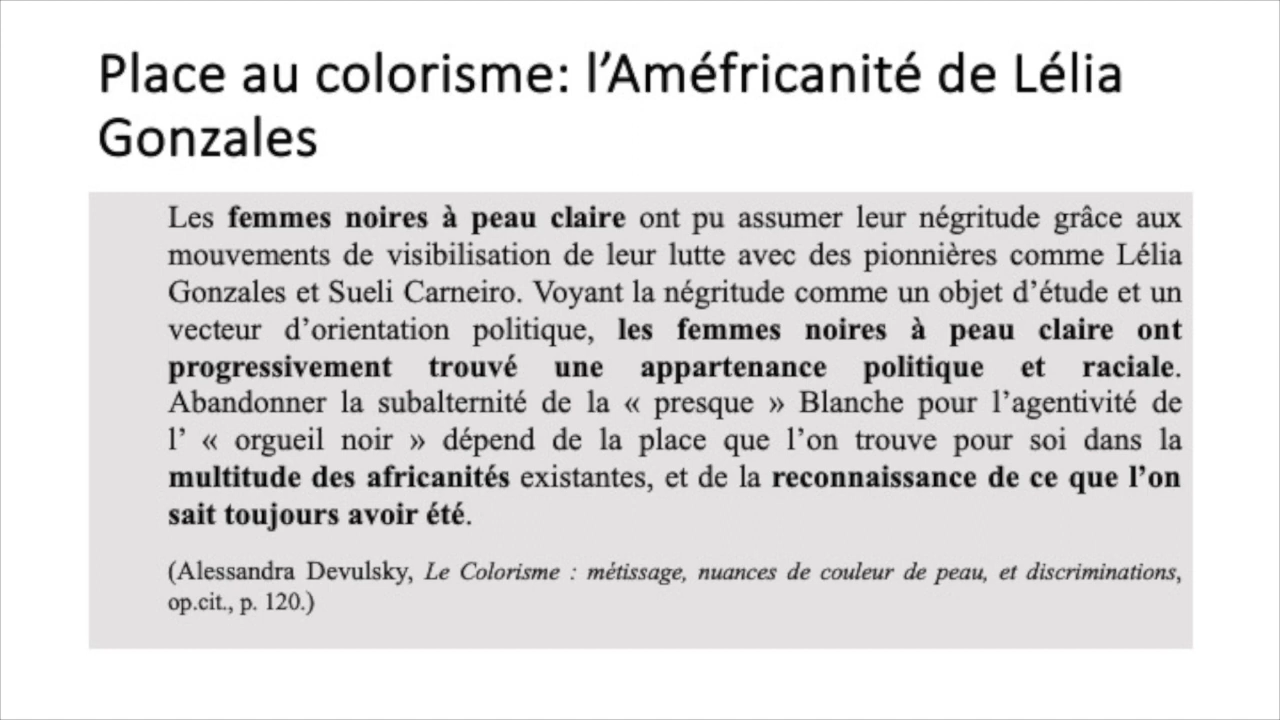 Place au colorisme: l’Améfricanité de Lélia
Gonzales
Les femmes noires à peau claire ont pu assumer leur négritude grâce aux
mouvements de visibilisation de leur lutte avec des pionnières comme Lélia
Gonzales et Sueli Carneiro. Voyant la négritude comme un objet d’étude et un
vecteur d’orientation politique, les femmes noires à peau claire ont
progressivement trouvé une appartenance politique et raciale.
Abandonner la subalternité de la « presque » Blanche pour l’agentivité de
l’ « orgueil noir » dépend de la place que l’on trouve pour soi dans la
multitude des africanités existantes, et de la reconnaissance de ce que l’on
sait toujours avoir été.
(Alessandra Devulsky, Le Colorisme : métissage, nuances de couleur de peau, et discriminations,
op.cit., p. 120.)